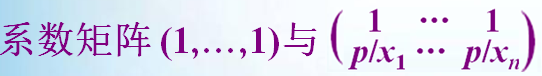 系数矩阵 (1,…,1)与 ( 1 ⋯ 1
p/x₁ ⋯ p/xₙ )